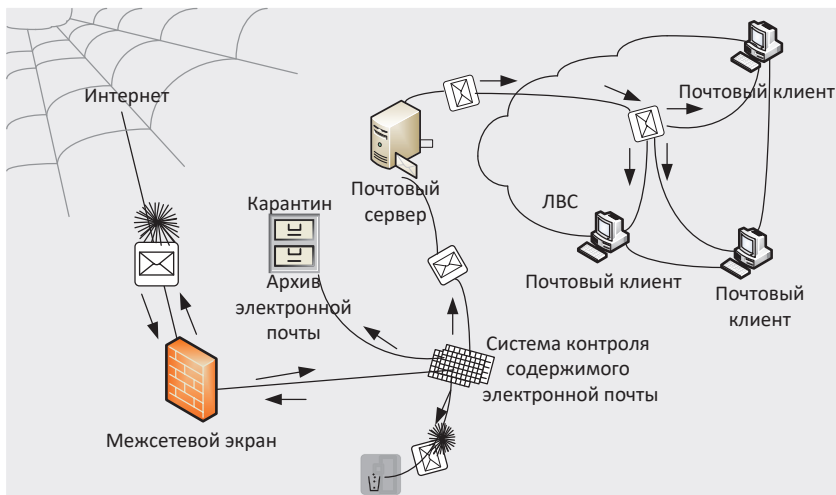 Интернет
Почтовый клиент
Почтовый
сервер
Карантин
ЛВС
Архив
электронной
почты
Почтовый клиент
Почтовый
клиент
Система контроля
содержимого
электронной почты
Межсетевой экран